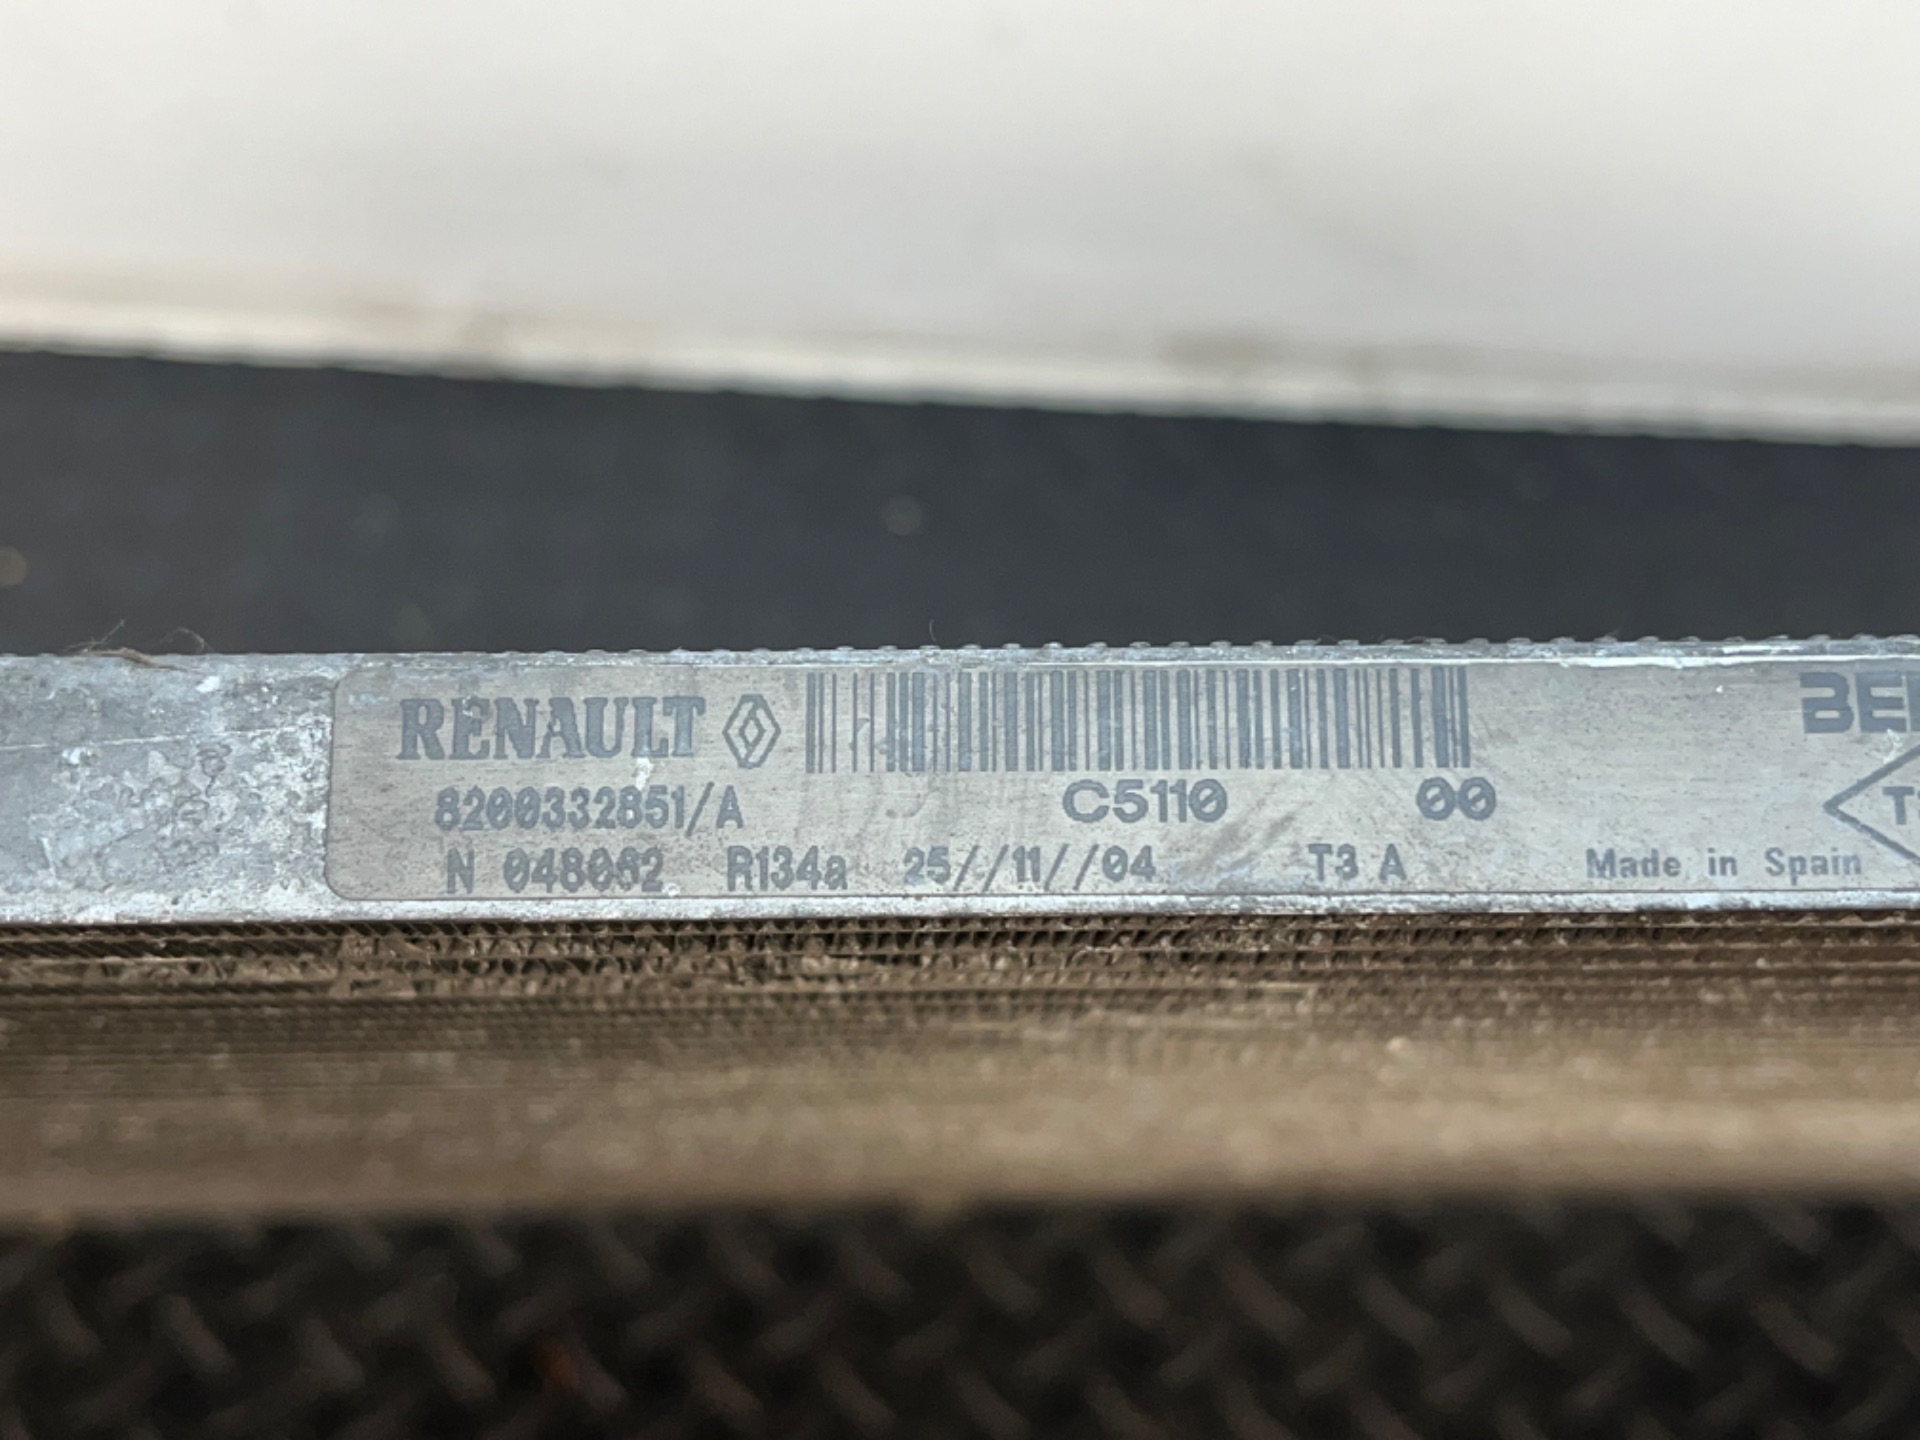 RENAULT
8200332851/A C5110 00
N 048062 R134a 25//11//04 T3 A Made in Spain